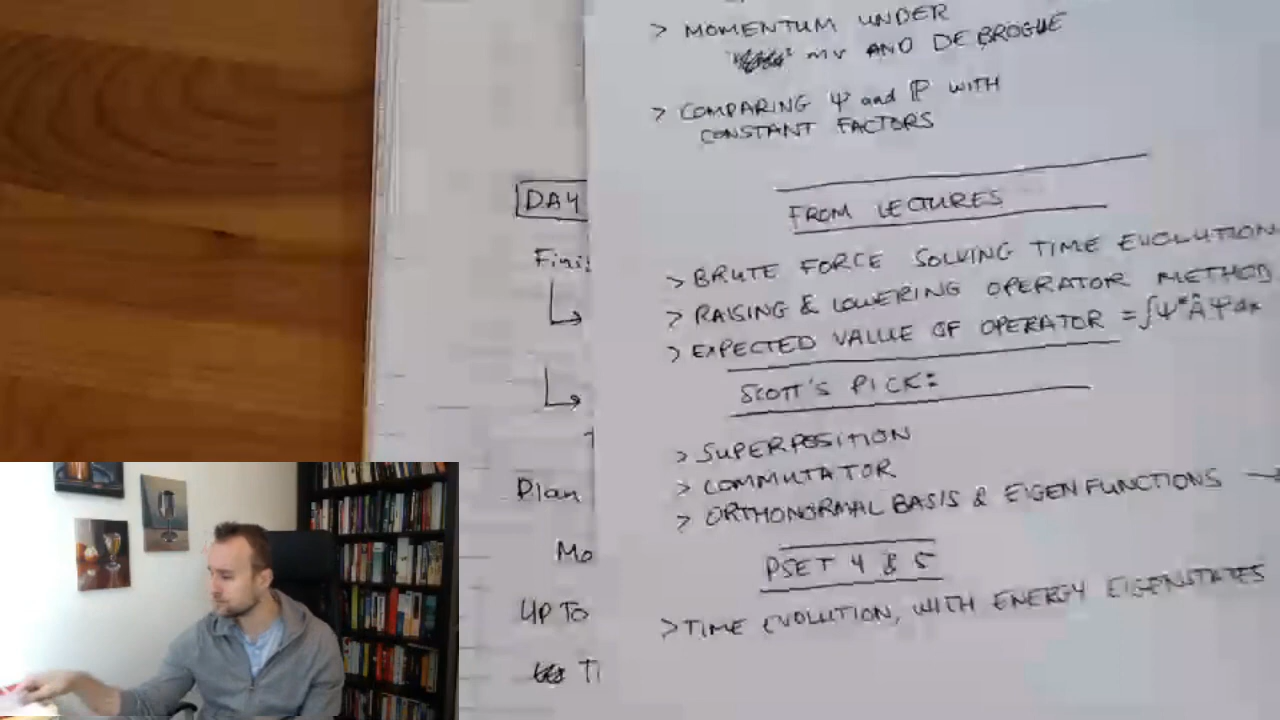 > MOMENTUM UNDER
mv AND DE BROGLIE
> COMPARING Ψ and ℙ WITH
CONSTANT FACTORS
FROM LECTURES
> BRUTE FORCE SOLVING TIME EVOLUTION
> RAISING & LOWERING OPERATOR METHOD
> EXPECTED VALUE OF OPERATOR = ∫Ψ*ÂΨdx
SCOTT'S PICK:
> SUPERPOSITION
> COMMUTATOR
> ORTHONORMAL BASIS & EIGENFUNCTIONS →
PSET 4 & 5
> TIME EVOLUTION, WITH ENERGY EIGENSTATES
DAY
Finis
Plan
Mo
UP TO